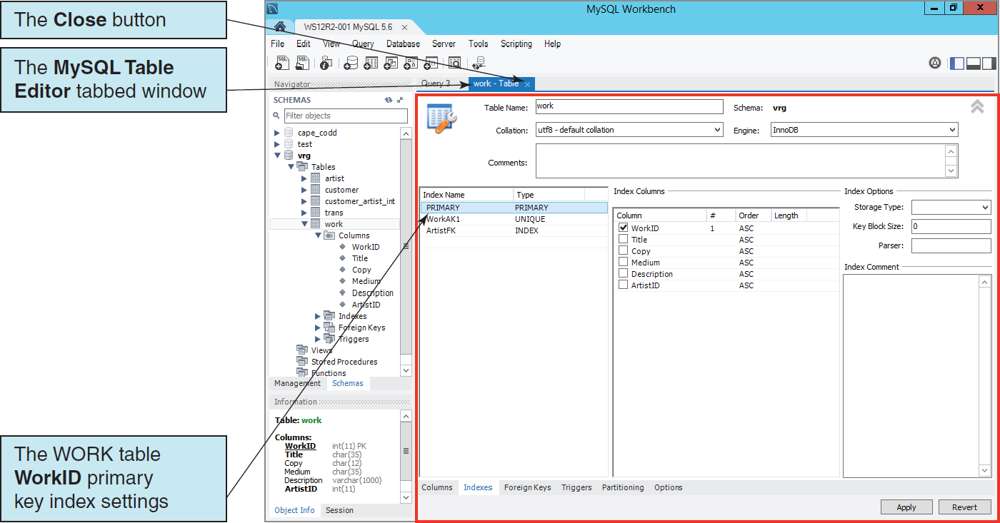 The Close button
The MySQL Table
Editor tabbed window
The WORK table
WorkID primary
key index settings
MySQL Workbench
WS12R2-001 MySQL 5.6
File Edit View Query Database Server Tools Scripting Help
SQL SQL
Navigator
SCHEMAS
Filter objects
cape_codd
test
vrg
Tables
artist
customer
customer_artist_int
trans
work
Columns
WorkID
Title
Copy
Medium
Description
ArtistID
Indexes
Foreign Keys
Triggers
Views
Stored Procedures
Functions
Management Schemas
Information
Table: work
Columns:
WorkID int(11) PK
Title char(35)
Copy char(12)
Medium char(35)
Description varchar(1000)
ArtistID int(11)
Object Info Session
Query 3 work - Table
Table Name: work Schema: vrg
Collation: utf8 - default collation Engine: InnoDB
Comments:
Index Name Type
PRIMARY PRIMARY
WorkAK1 UNIQUE
ArtistFK INDEX
Index Columns
Column # Order Length
WorkID 1 ASC
Title ASC
Copy ASC
Medium ASC
Description ASC
ArtistID ASC
Index Options
Storage Type:
Key Block Size: 0
Parser:
Index Comment
Columns Indexes Foreign Keys Triggers Partitioning Options
Apply Revert